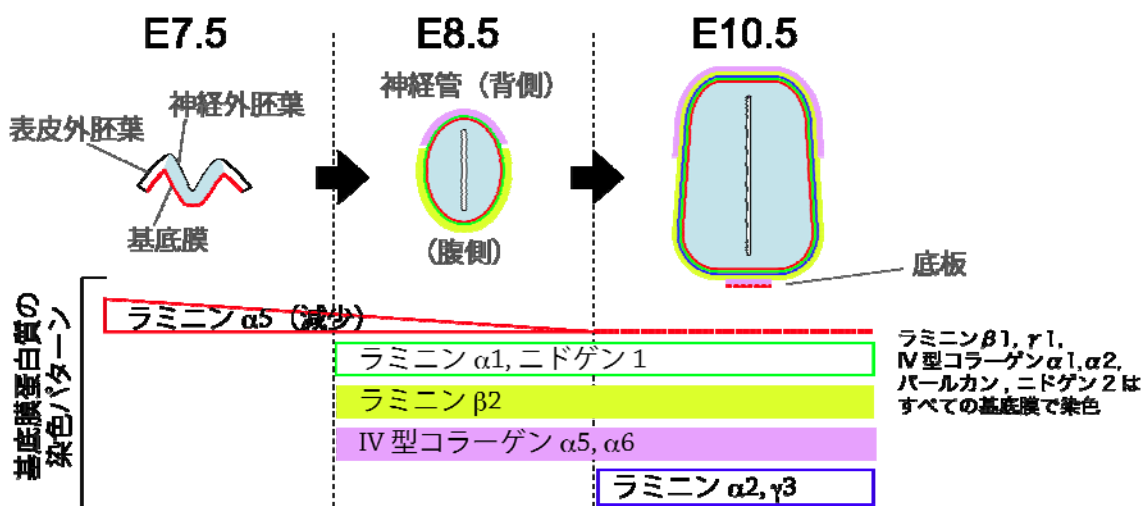 E7.5
E8.5
E10.5
神経外胚葉
表皮外胚葉
基底膜
神経管（背側）
（腹側）
底板
基底膜蛋白質の
染色パターン
ラミニン α5（減少）
ラミニン α1, ニドゲン 1
ラミニン β2
IV 型コラーゲン α5, α6
ラミニン α2, γ3
ラミニン β1, γ1,
IV 型コラーゲン α1, α2,
パールカン , ニドゲン 2 は
すべての基底膜で染色